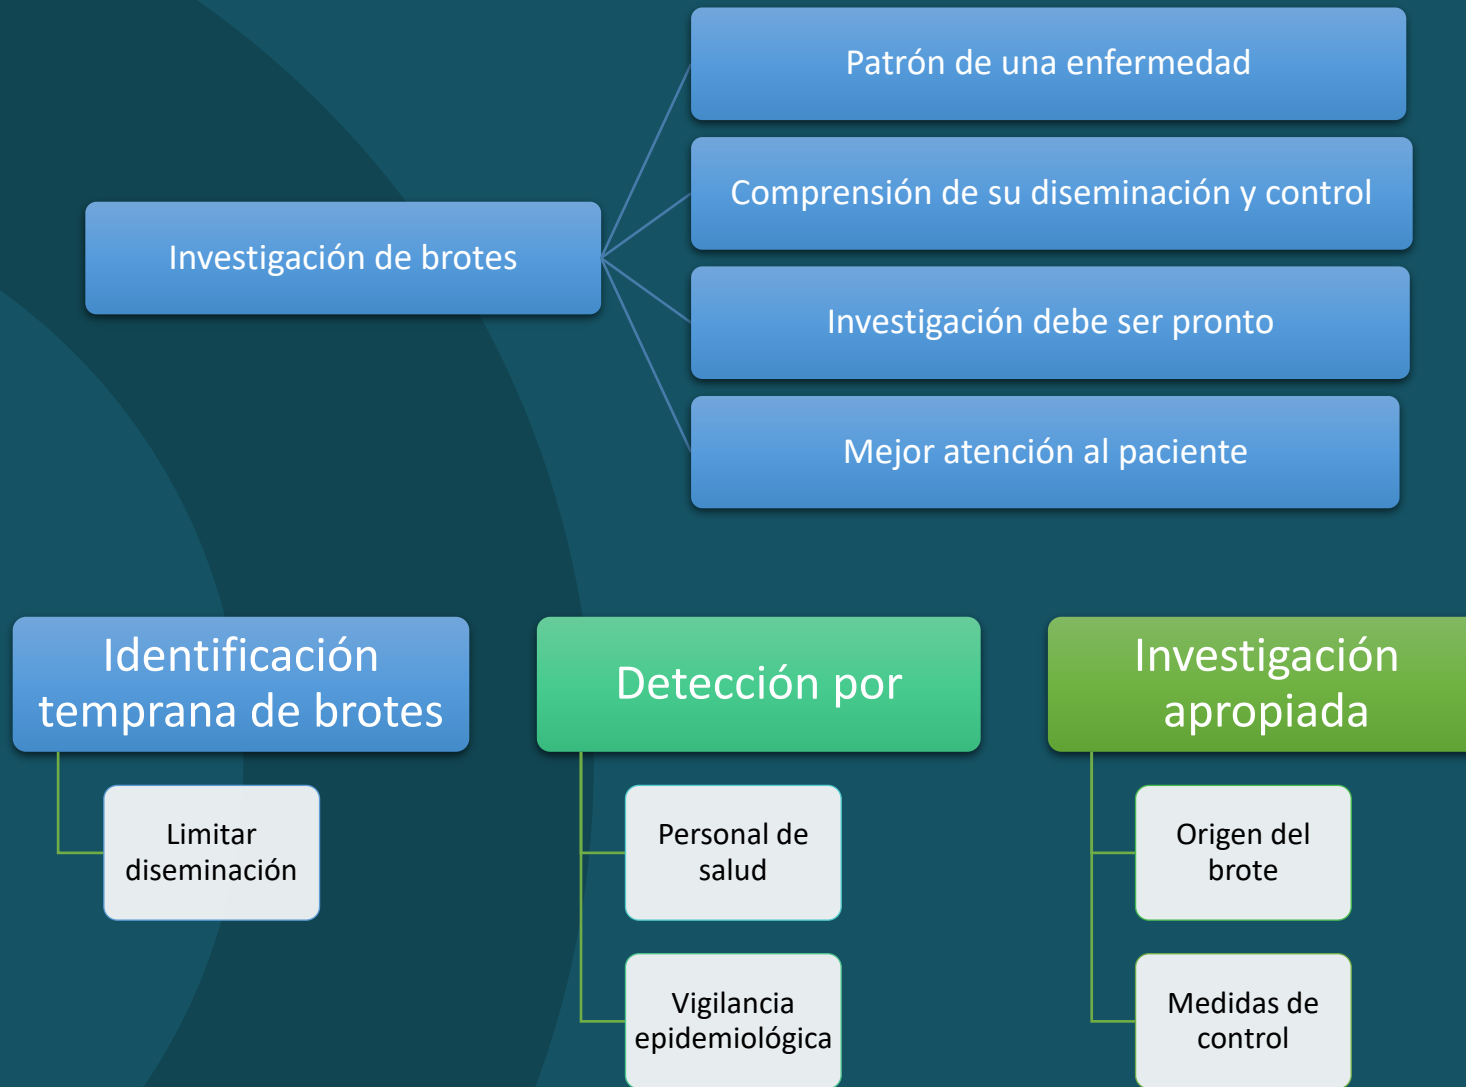 Patrón de una enfermedad
Comprensión de su diseminación y control
Investigación de brotes
Investigación debe ser pronto
Mejor atención al paciente
Identificación
temprana de brotes
Limitar
diseminación
Detección por
Personal de
salud
Vigilancia
epidemiológica
Investigación
apropiada
Origen del
brote
Medidas de
control